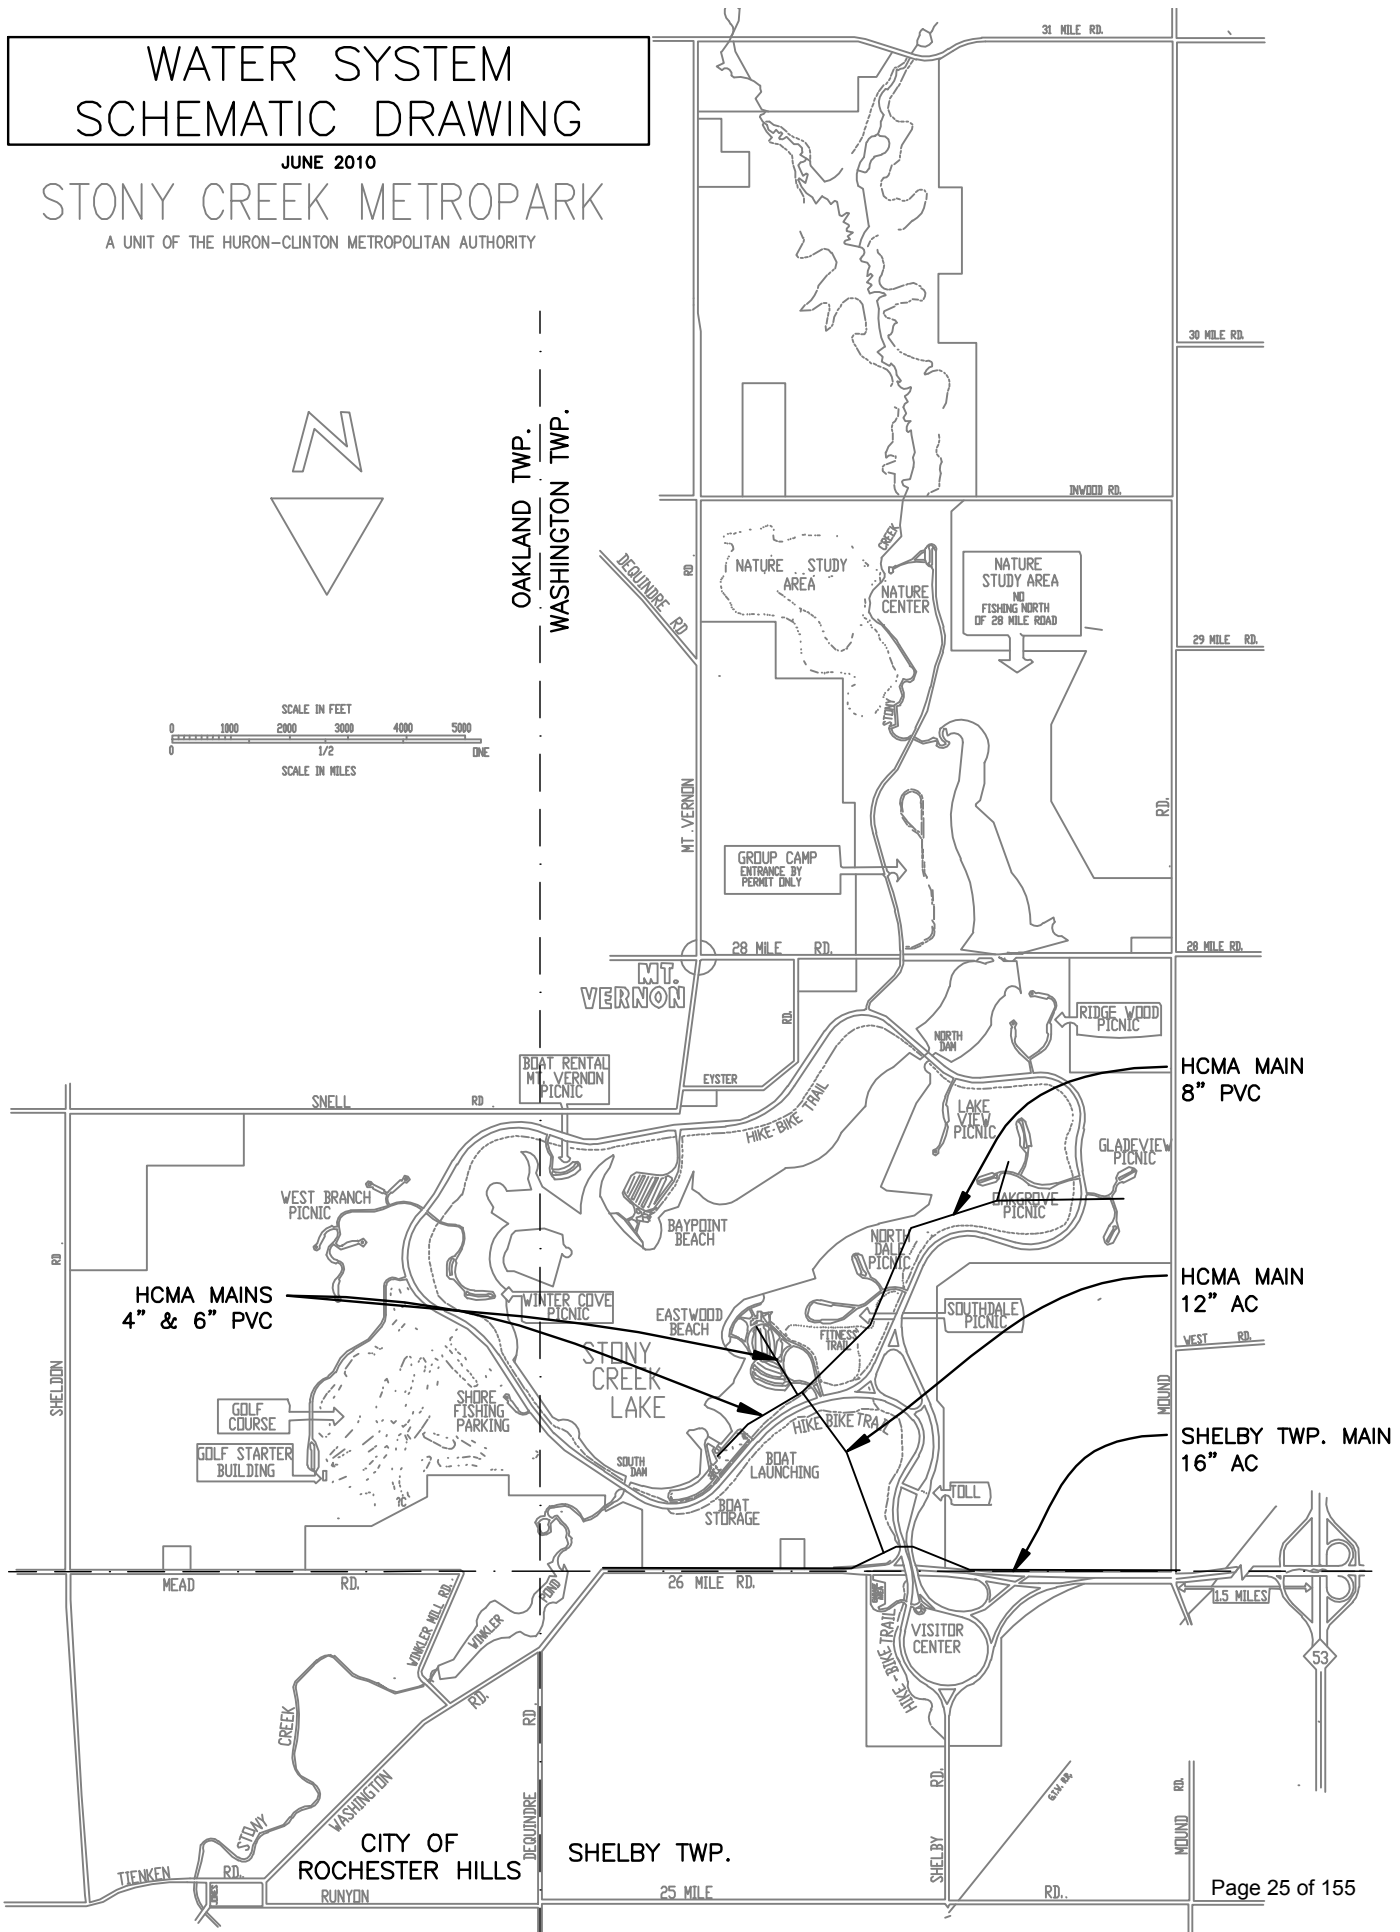 WATER SYSTEM
SCHEMATIC DRAWING
JUNE 2010
STONY CREEK METROPARK
A UNIT OF THE HURON-CLINTON METROPOLITAN AUTHORITY
31 MILE RD.
30 MILE RD.
N
OAKLAND TWP.
WASHINGTON TWP.
INWOOD RD.
DEQUINDRE RD
RD
NATURE STUDY
AREA
CREEK
NATURE
CENTER
NATURE
STUDY AREA
NO
FISHING NORTH
OF 28 MILE ROAD
29 MILE RD.
STONY
SCALE IN FEET
0 1000 2000 3000 4000 5000
0 1/2 ONE
SCALE IN MILES
MT. VERNON
RD.
GROUP CAMP
ENTRANCE BY
PERMIT ONLY
28 MILE RD.
28 MILE RD.
MT.
VERNON
RD.
RIDGE WOOD
PICNIC
NORTH
DAM
BOAT RENTAL
MT. VERNON
PICNIC
EYSTER
HCMA MAIN
8" PVC
SNELL RD
HIKE-BIKE TRAIL
LAKE
VIEW
PICNIC
GLADEVIEW
PICNIC
WEST BRANCH
PICNIC
OAKGROVE
PICNIC
BAYPOINT
BEACH
NORTH
DALE
PICNIC
RD
HCMA MAINS
4" & 6" PVC
HCMA MAIN
12" AC
WINTER COVE
PICNIC
EASTWOOD
BEACH
SOUTHDALE
PICNIC
FITNESS
TRAIL
WEST RD.
STONY
CREEK
LAKE
SHELDON
MOUND
GOLF
COURSE
SHORE
FISHING
PARKING
HIKE BIKE TRAIL
SHELBY TWP. MAIN
16" AC
GOLF STARTER
BUILDING
SOUTH
DAM
BOAT
LAUNCHING
TOLL
BOAT
STORAGE
MEAD RD.
26 MILE RD.
1.5 MILES
WINKLER MILL RD.
WINKLER POND
HIKE-BIKE TRAIL
VISITOR
CENTER
53
RD.
RD.
CREEK
STONY
WASHINGTON
DEQUINDRE
RD.
G.T.W. R.R.
RD.
MOUND
SHELBY
CITY OF
ROCHESTER HILLS
SHELBY TWP.
TIENKEN RD.
RUNYON
25 MILE RD..
Page 25 of 155